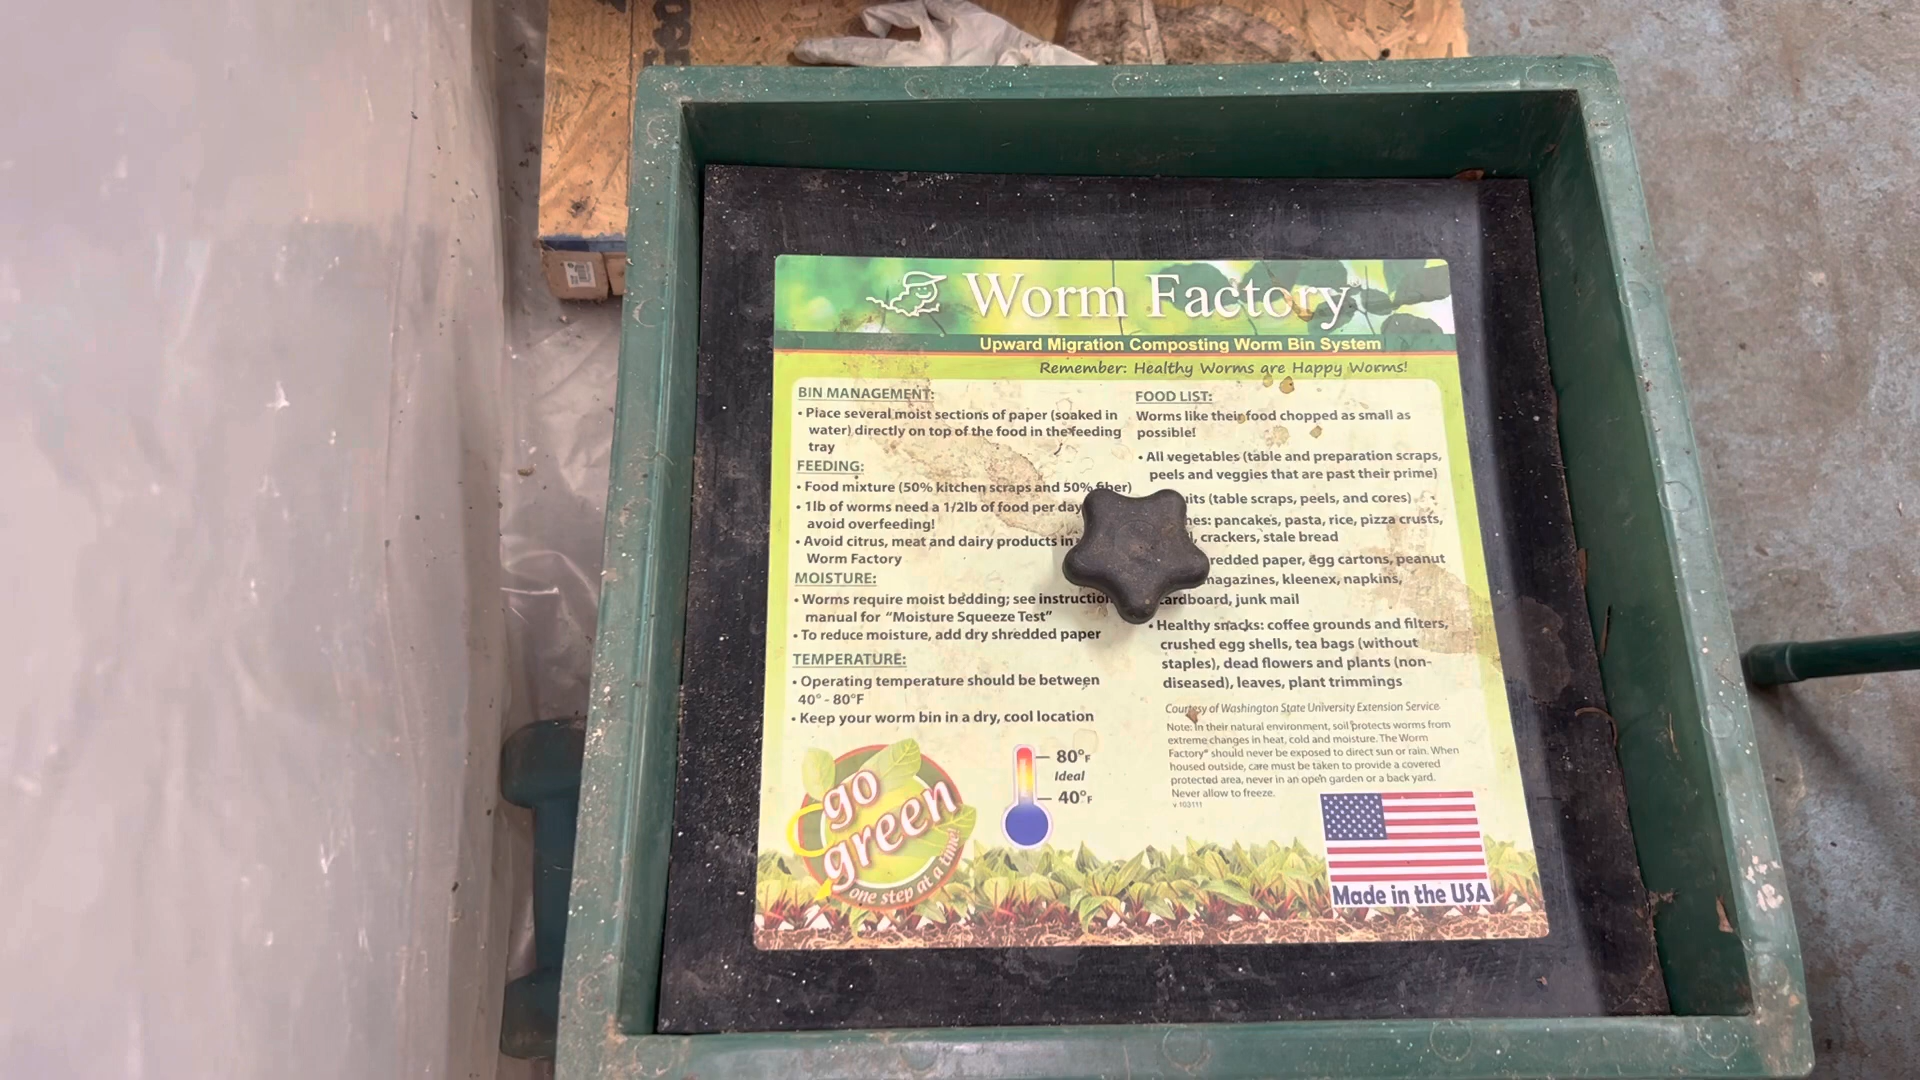 Worm Factory®
Upward Migration Composting Worm Bin System
Remember: Healthy Worms are Happy Worms!
BIN MANAGEMENT:
• Place several moist sections of paper (soaked in
water) directly on top of the food in the feeding
tray
FEEDING:
• Food mixture (50% kitchen scraps and 50% fiber)
• 1lb of worms need a 1/2lb of food per day
avoid overfeeding!
• Avoid citrus, meat and dairy products in
Worm Factory
MOISTURE:
• Worms require moist bedding; see instruction
manual for “Moisture Squeeze Test”
• To reduce moisture, add dry shredded paper
TEMPERATURE:
• Operating temperature should be between
40° - 80°F
• Keep your worm bin in a dry, cool location
go
green
one step at a time!
80°F
Ideal
40°F
FOOD LIST:
Worms like their food chopped as small as
possible!
• All vegetables (table and preparation scraps,
peels and veggies that are past their prime)
(table scraps, peels, and cores)
pancakes, pasta, rice, pizza crusts,
crackers, stale bread
paper, egg cartons, peanut
magazines, kleenex, napkins,
cardboard, junk mail
• Healthy snacks: coffee grounds and filters,
crushed egg shells, tea bags (without
staples), dead flowers and plants (non-
diseased), leaves, plant trimmings
Courtesy of Washington State University Extension Service
Note: In their natural environment, soil protects worms from
extreme changes in heat, cold and moisture. The Worm
Factory® should never be exposed to direct sun or rain. When
housed outside, care must be taken to provide a covered
protected area, never in an open garden or a back yard.
Never allow to freeze.
v 103111
Made in the USA